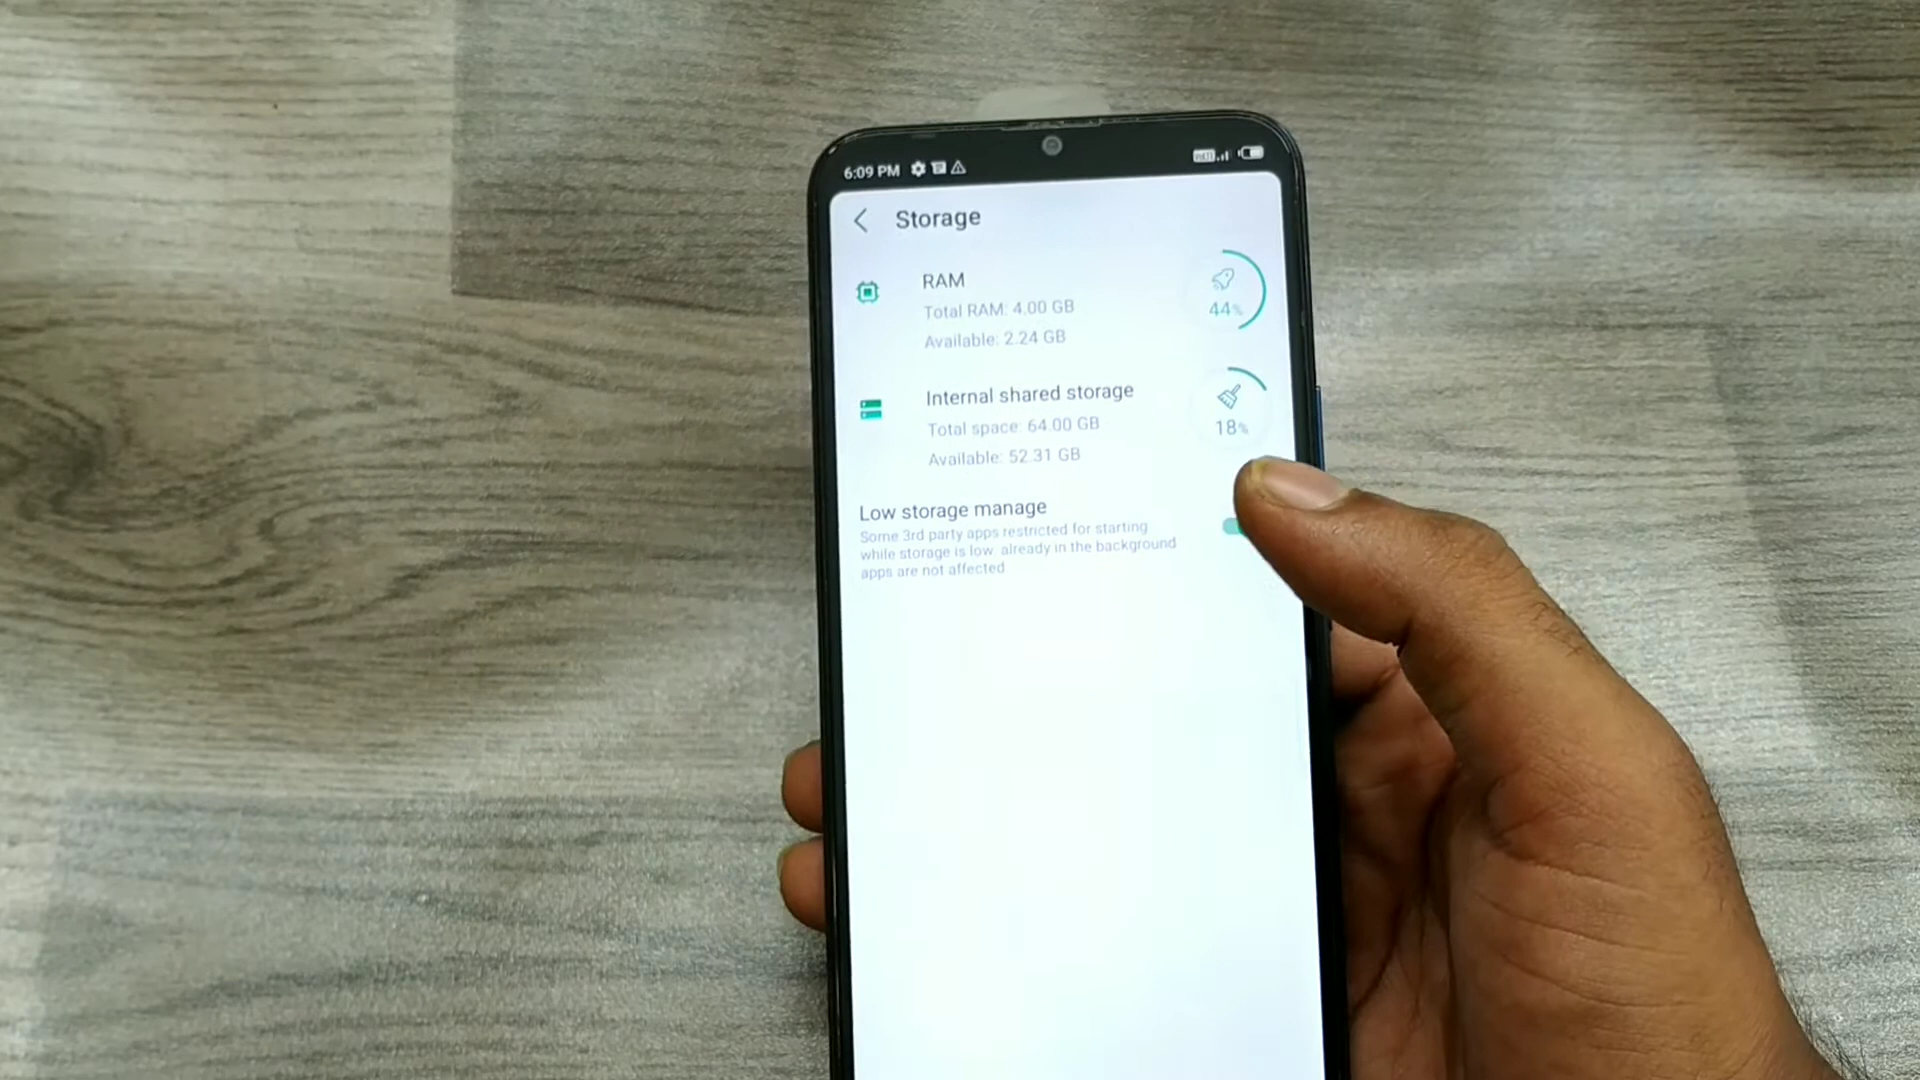 6:09 PM
Storage
RAM
Total RAM: 4.00 GB
Available: 2.24 GB
44%
Internal shared storage
Total space: 64.00 GB
Available: 52.31 GB
18%
Low storage manage
Some 3rd party apps restricted for starting
while storage is low, already in the background
apps are not affected